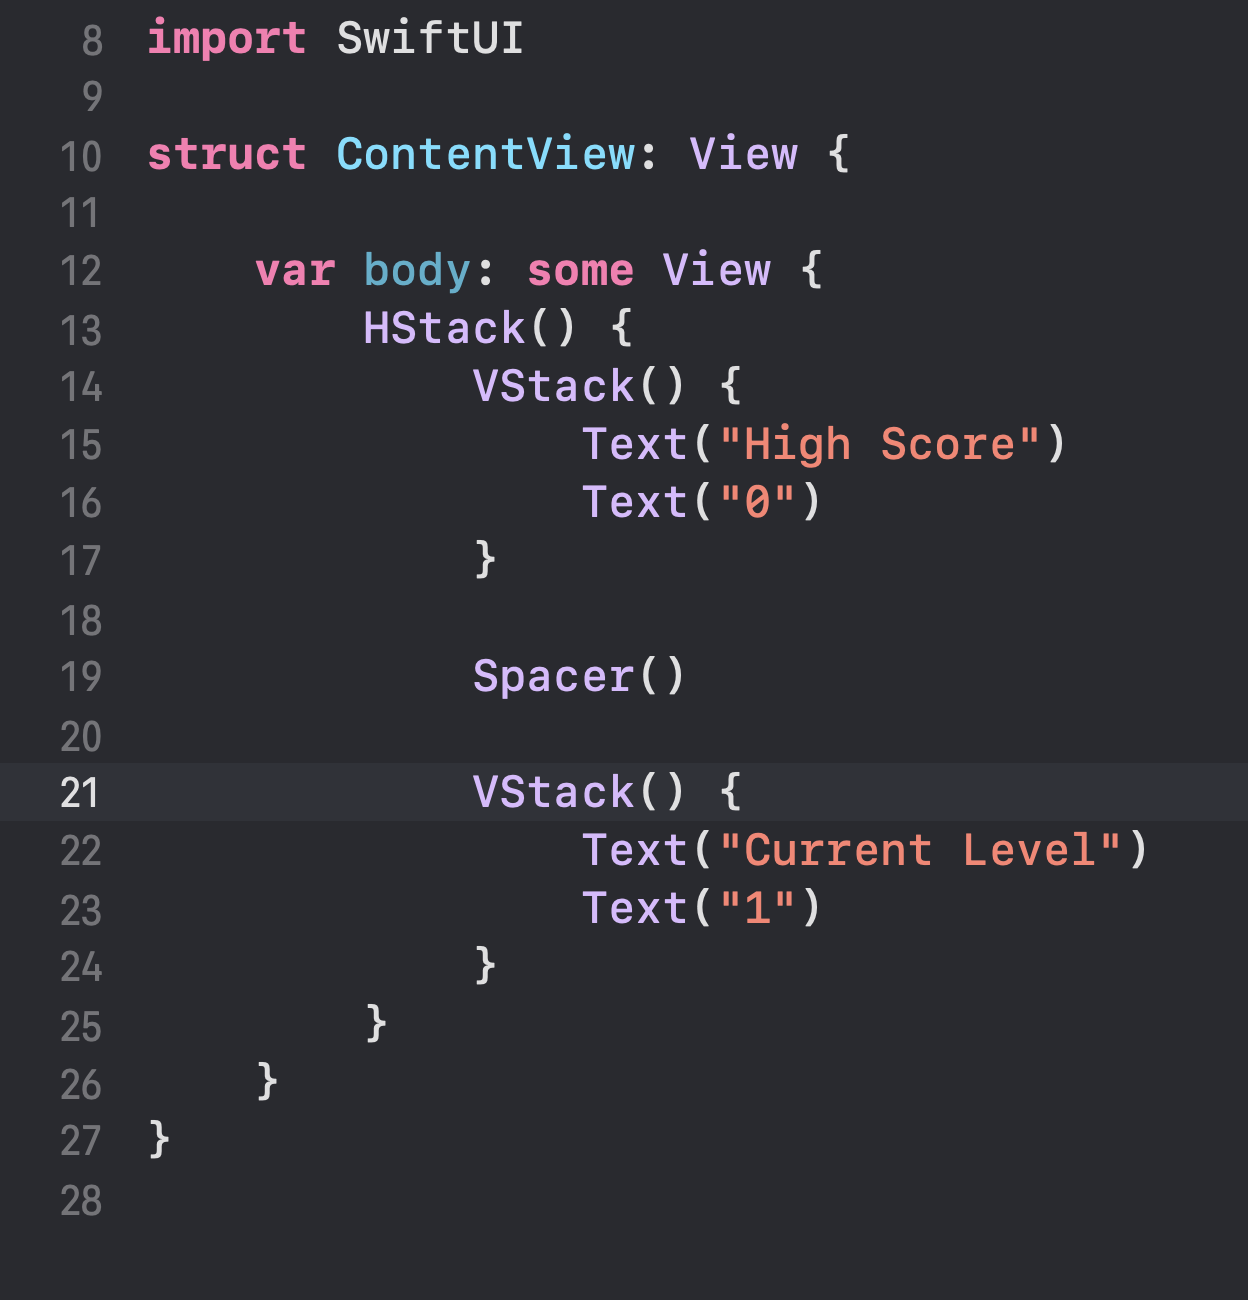 8 import SwiftUI
9
10 struct ContentView: View {
11
12     var body: some View {
13         HStack() {
14             VStack() {
15                 Text("High Score")
16                 Text("0")
17             }
18
19             Spacer()
20
21             VStack() {
22                 Text("Current Level")
23                 Text("1")
24             }
25         }
26     }
27 }
28